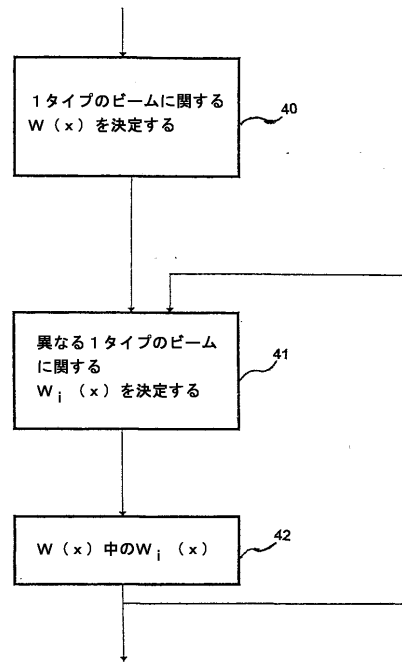 1タイプのビームに関する
W(x)を決定する
40
異なる1タイプのビーム
に関する
Wi(x)を決定する
41
W(x)中のWi(x)
42